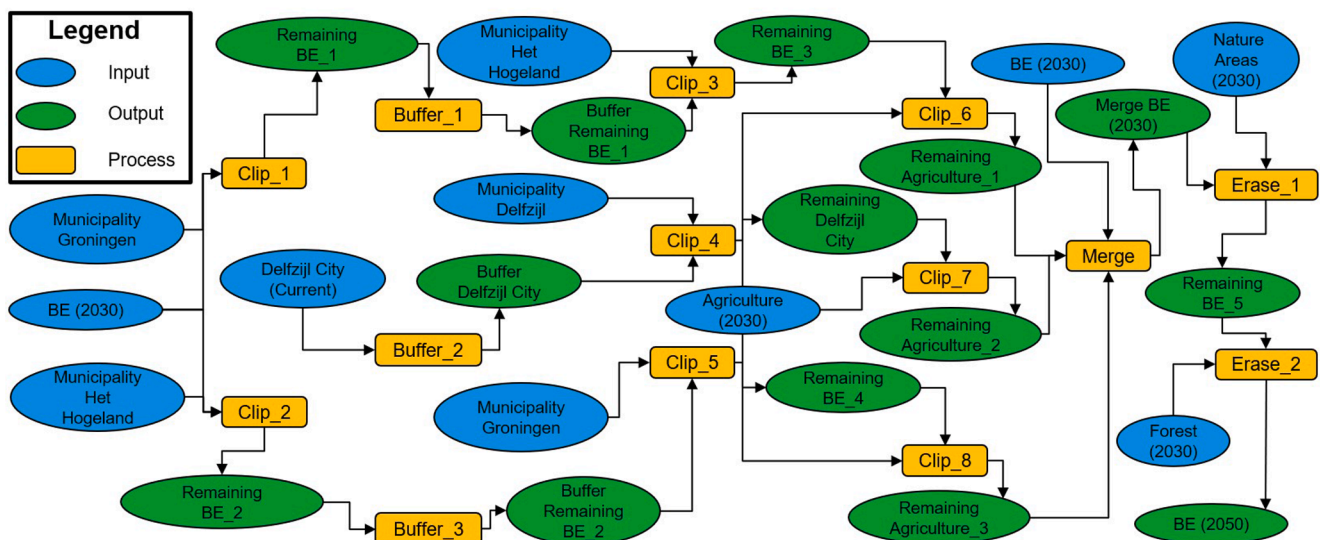 Legend
Input
Output
Process
Municipality
Groningen
BE (2030)
Municipality
Het
Hogeland
Clip_1
Clip_2
Remaining
BE_1
Remaining
BE_2
Delfzijl City
(Current)
Buffer_1
Buffer_2
Buffer_3
Municipality
Het
Hogeland
Buffer
Remaining
BE_1
Municipality
Delfzijl
Buffer
Delfzijl City
Municipality
Groningen
Buffer
Remaining
BE_2
Clip_3
Clip_4
Clip_5
Remaining
BE_3
Remaining
Delfzijl
City
Agriculture
(2030)
Remaining
BE_4
Clip_6
Remaining
Agriculture_1
Clip_7
Remaining
Agriculture_2
Clip_8
Remaining
Agriculture_3
BE (2030)
Merge
Merge BE
(2030)
Nature
Areas
(2030)
Erase_1
Remaining
BE_5
Erase_2
Forest
(2030)
BE (2050)